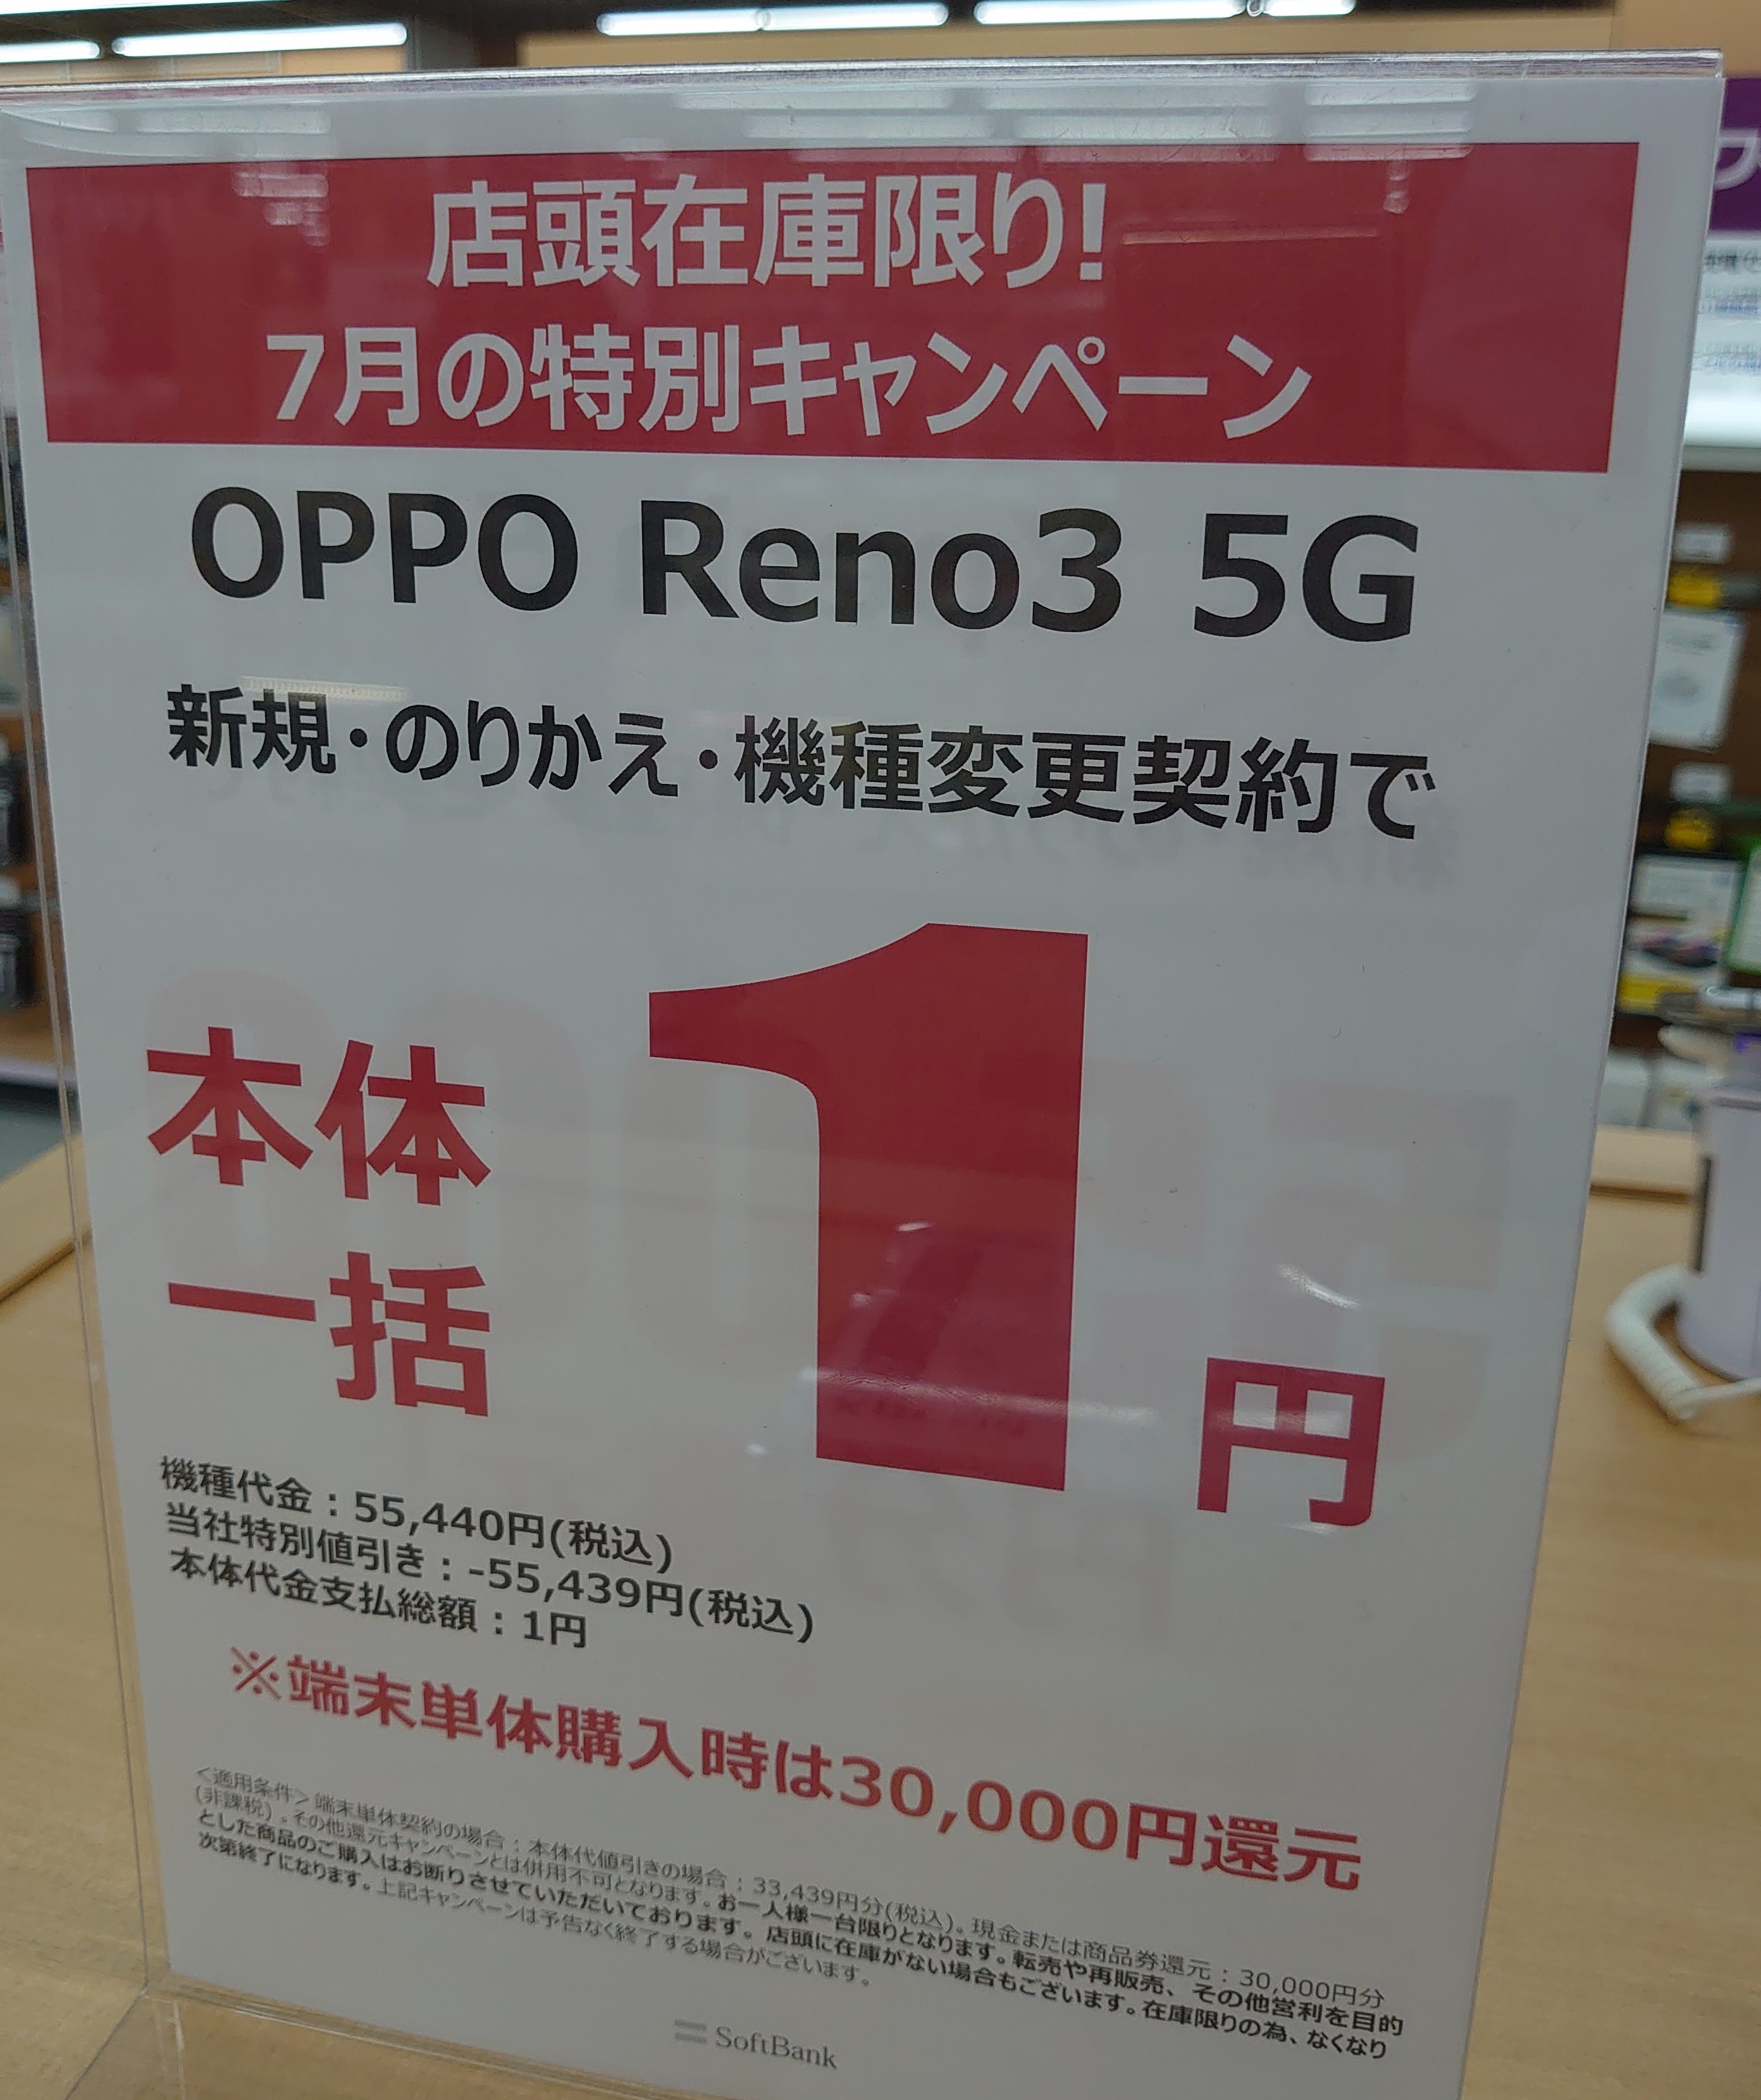 店頭在庫限り!
7月の特別キャンペーン
OPPO Reno3 5G
新規・のりかえ・機種変更契約で
本体
一括
1円
機種代金：55,440円(税込)
当社特別値引き：-55,439円(税込)
本体代金支払総額：1円
※端末単体購入時は30,000円還元
<適用条件>端末単体契約の場合：本体代値引きの場合：33,439円分(税込)。現金または商品券還元：30,000円分
(非課税)。その他還元キャンペーンとは併用不可となります。お一人様一台限りとなります。転売や再販売、その他営利を目的
とした商品のご購入はお断りさせていただいております。店頭に在庫がない場合もございます。在庫限りの為、なくなり
次第終了になります。上記キャンペーンは予告なく終了する場合がございます。
SoftBank